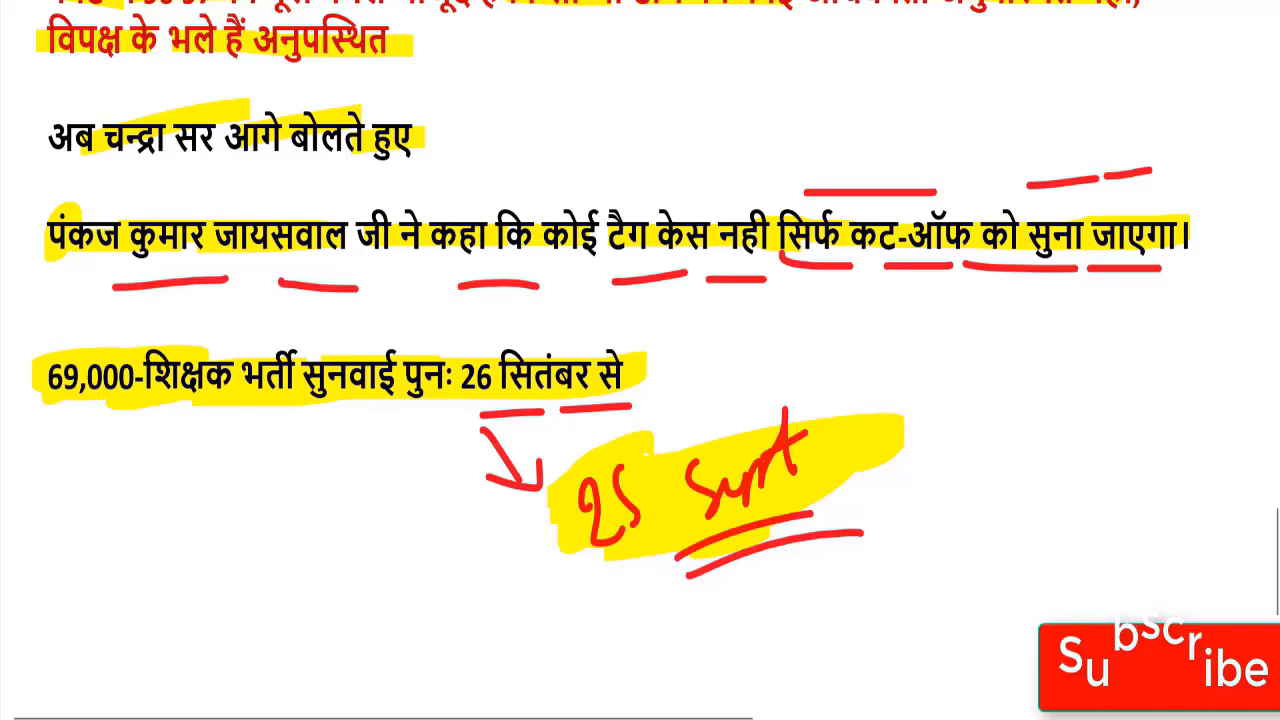 विपक्ष के भले हैं अनुपस्थित
अब चन्द्रा सर आगे बोलते हुए
पंकज कुमार जायसवाल जी ने कहा कि कोई टैग केस नही सिर्फ कट-ऑफ को सुना जाएगा।
69,000-शिक्षक भर्ती सुनवाई पुनः 26 सितंबर से
25
Subscribe